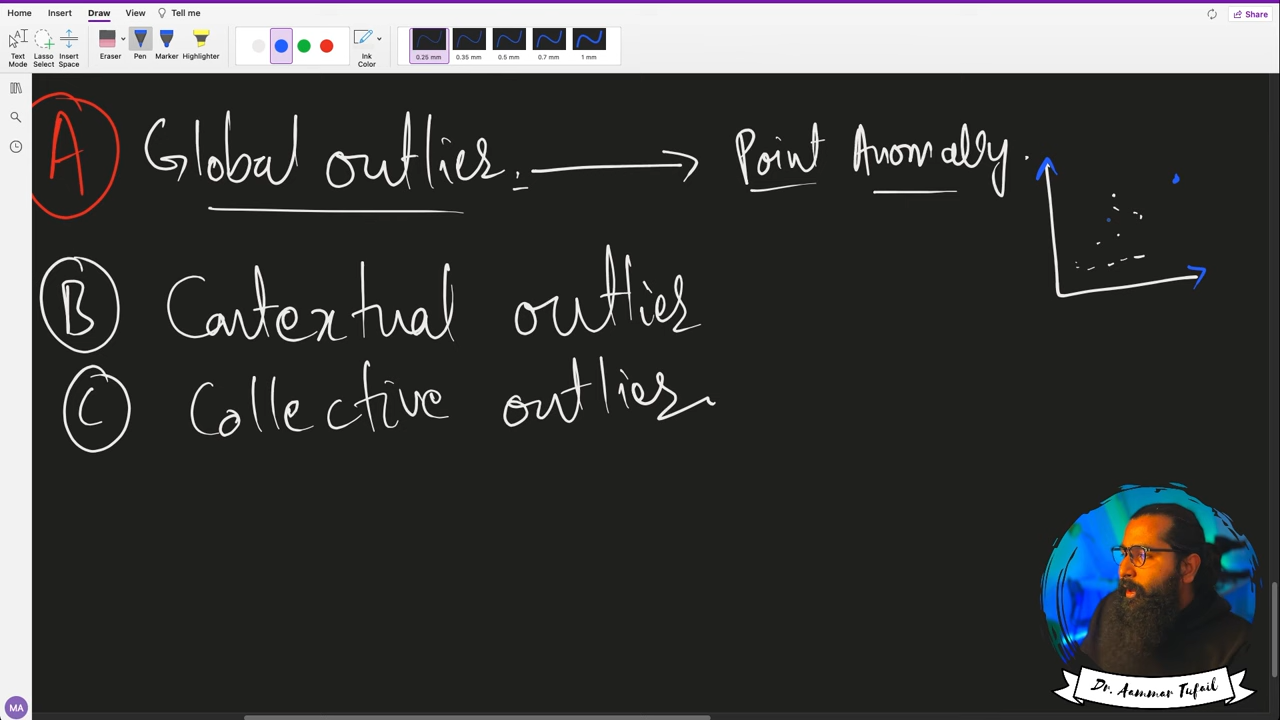 Home Insert Draw View Tell me
Share
Text Mode
Lasso Select
Insert Space
Eraser
Pen
Marker
Highlighter
Ink Color
0.25 mm 0.35 mm 0.5 mm 0.7 mm 1 mm
A Global outlier. → Point Anomally.
B Contextual outlier
C Collective outlier
Dr. Aammar Tufail
MA